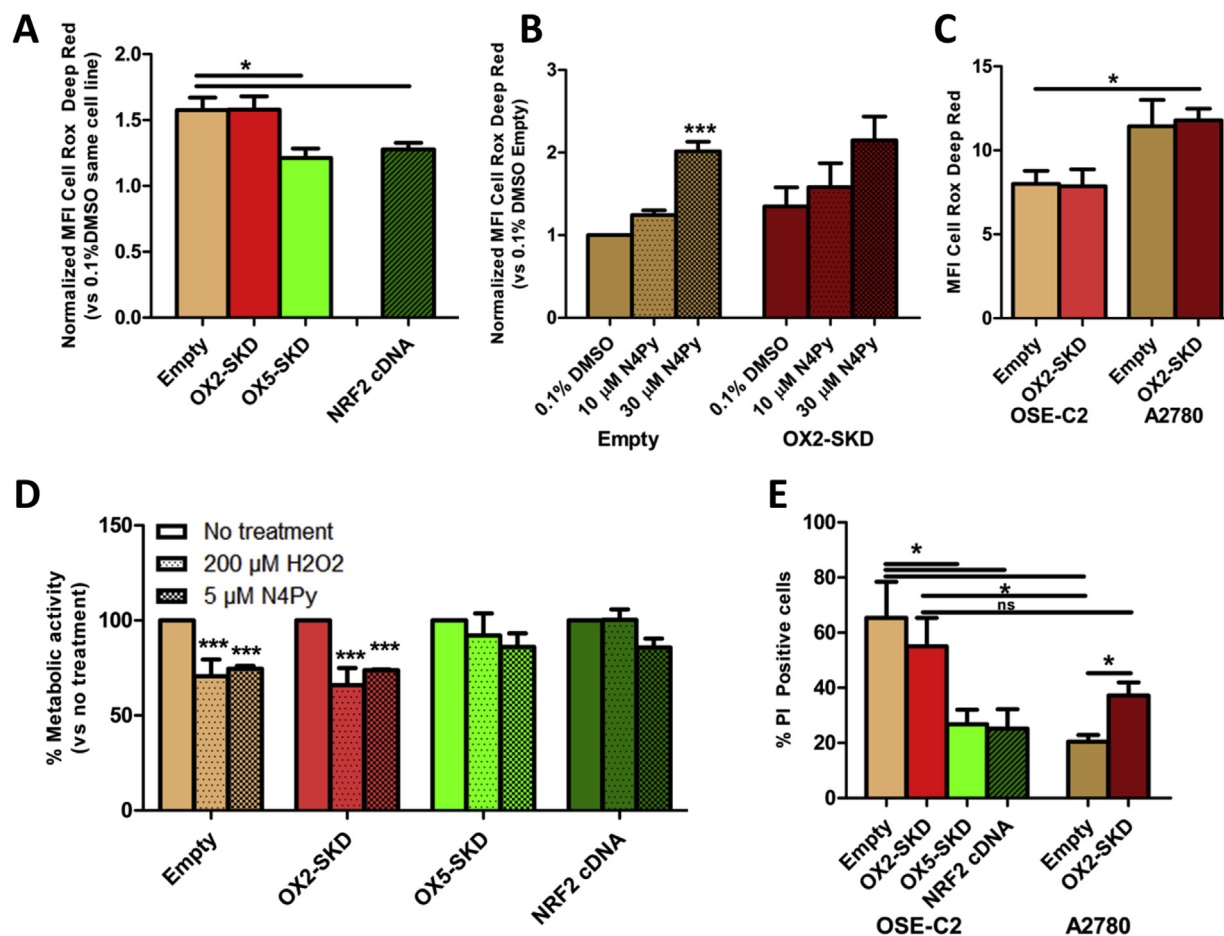 A
Normalized MFI Cell Rox Deep Red
(vs 0.1%DMSO same cell line)
2.0
1.5
1.0
0.5
0.0
*
Empty
OX2-SKD
OX5-SKD
NRF2 cDNA
B
Normalized MFI Cell Rox Deep Red
(vs 0.1% DMSO Empty)
3
2
1
0
***
0.1% DMSO
10 µM N4Py
30 µM N4Py
0.1% DMSO
10 µM N4Py
30 µM N4Py
Empty
OX2-SKD
C
MFI Cell Rox Deep Red
15
10
5
0
*
Empty
OX2-SKD
Empty
OX2-SKD
OSE-C2
A2780
D
% Metabolic activity
(vs no treatment)
150
100
50
0
No treatment
200 µM H2O2
5 µM N4Py
***
***
***
***
Empty
OX2-SKD
OX5-SKD
NRF2 cDNA
E
% PI Positive cells
100
80
60
40
20
0
*
*
ns
*
Empty
OX2-SKD
OX5-SKD
NRF2 cDNA
Empty
OX2-SKD
OSE-C2
A2780